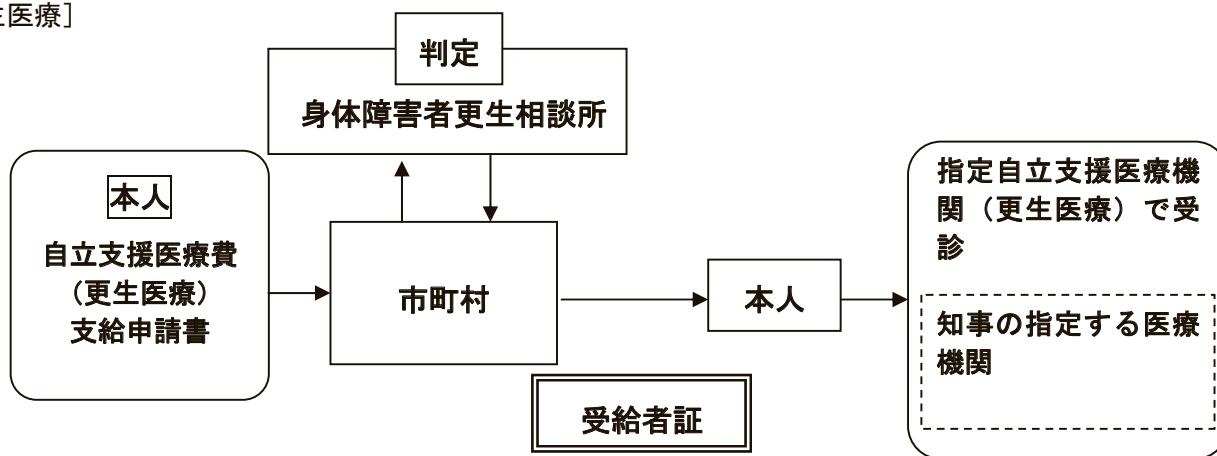 生医療］
判定
身体障害者更生相談所
本人
自立支援医療費
（更生医療）
支給申請書
市町村
受給者証
本人
指定自立支援医療機
関（更生医療）で受
診
知事の指定する医療
機関